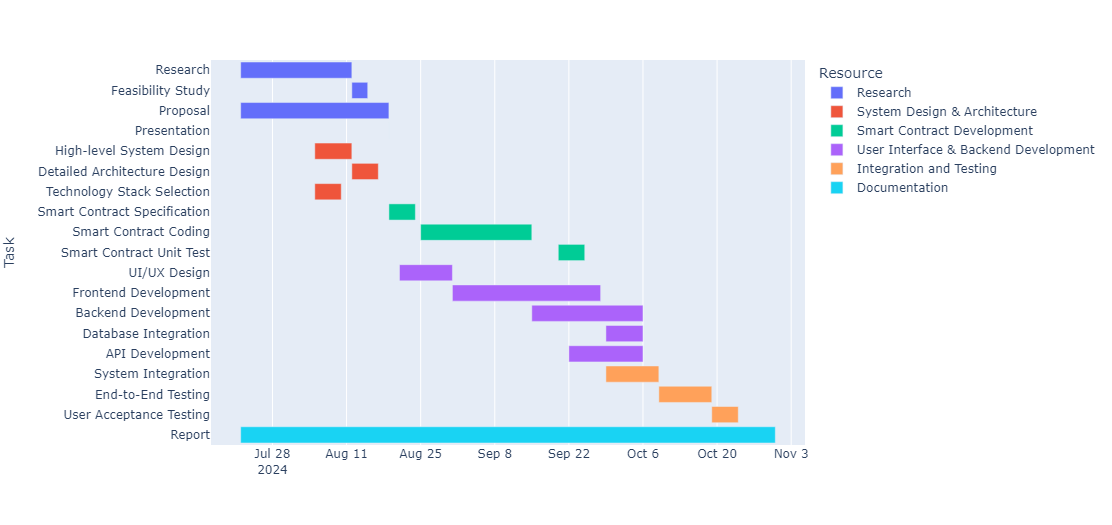 Research
Feasibility Study
Proposal
Presentation
High-level System Design
Detailed Architecture Design
Technology Stack Selection
Smart Contract Specification
Smart Contract Coding
Smart Contract Unit Test
UI/UX Design
Frontend Development
Backend Development
Database Integration
API Development
System Integration
End-to-End Testing
User Acceptance Testing
Report
Task
Jul 28 Aug 11 Aug 25 Sep 8 Sep 22 Oct 6 Oct 20 Nov 3
2024
Resource
Research
System Design & Architecture
Smart Contract Development
User Interface & Backend Development
Integration and Testing
Documentation